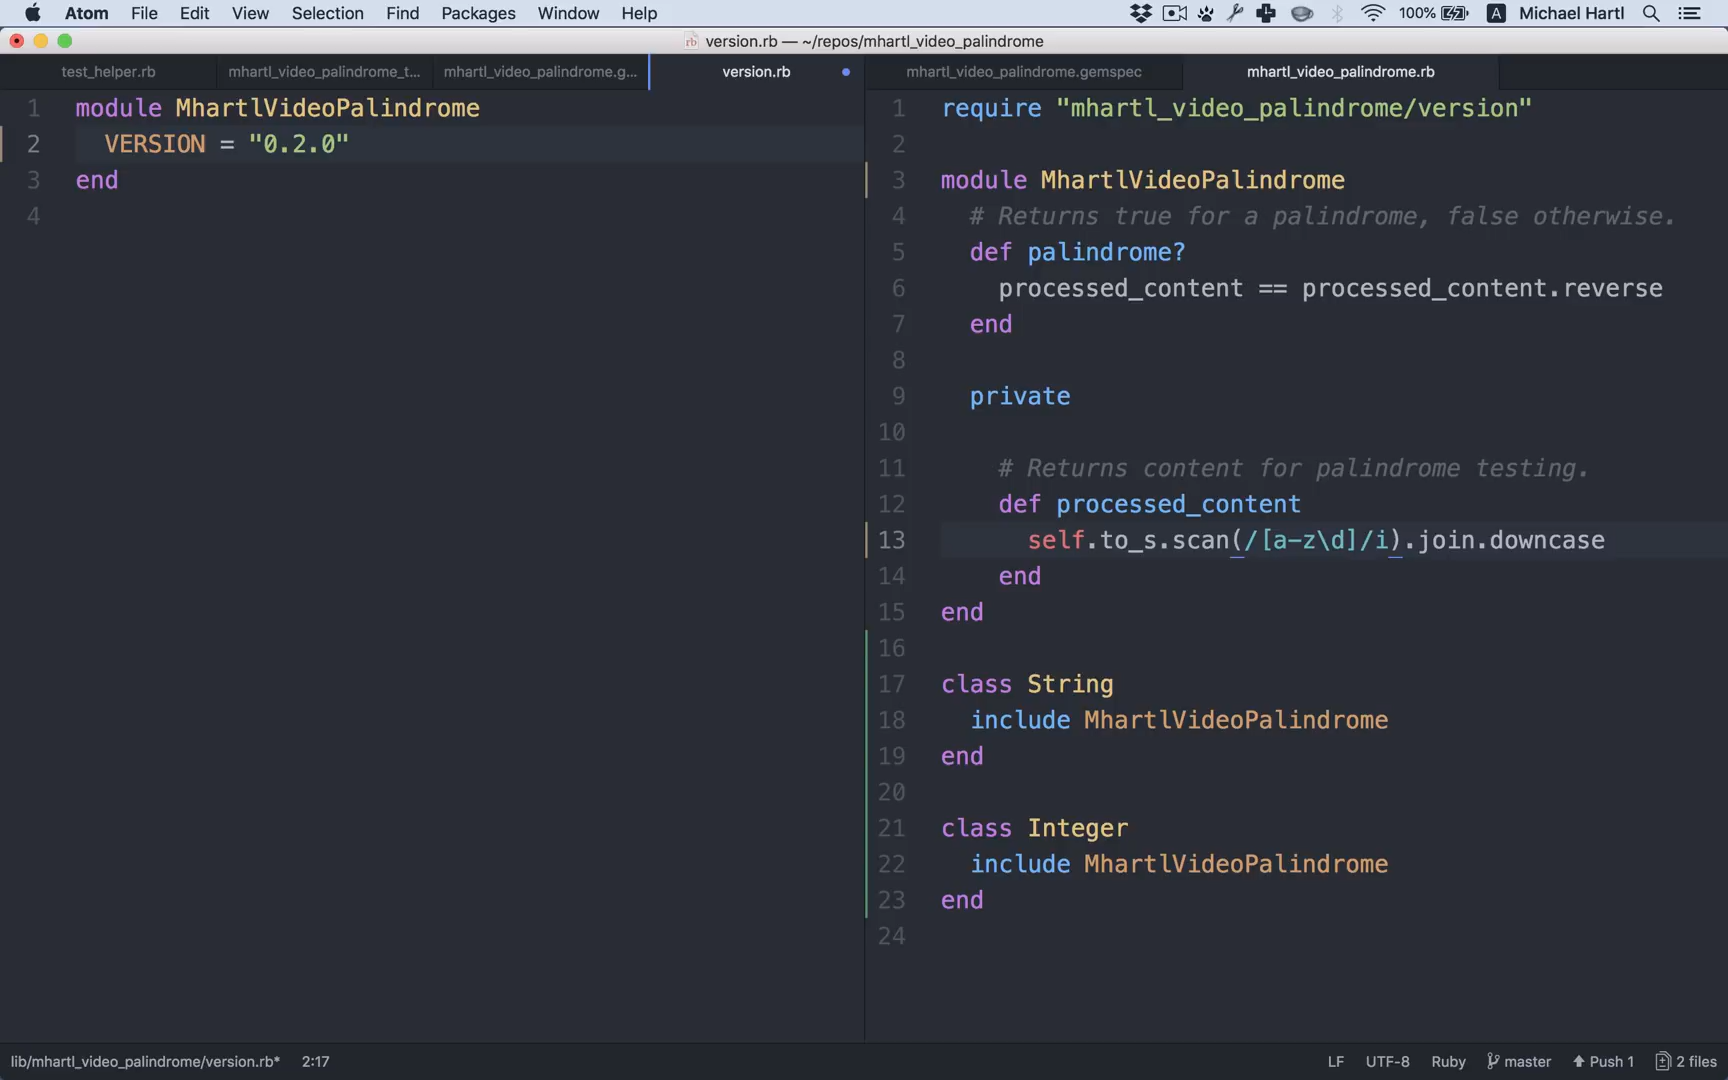 Atom File Edit View Selection Find Packages Window Help 100% A Michael Hartl
version.rb — ~/repos/mhartl_video_palindrome
test_helper.rb mhartl_video_palindrome_t... mhartl_video_palindrome.g... version.rb
1 module MhartlVideoPalindrome
2 VERSION = "0.2.0"
3 end
4
mhartl_video_palindrome.gemspec mhartl_video_palindrome.rb
1 require "mhartl_video_palindrome/version"
2
3 module MhartlVideoPalindrome
4 # Returns true for a palindrome, false otherwise.
5 def palindrome?
6 processed_content == processed_content.reverse
7 end
8
9 private
10
11 # Returns content for palindrome testing.
12 def processed_content
13 self.to_s.scan(/[a-z\d]/i).join.downcase
14 end
15 end
16
17 class String
18 include MhartlVideoPalindrome
19 end
20
21 class Integer
22 include MhartlVideoPalindrome
23 end
24
lib/mhartl_video_palindrome/version.rb* 2:17 LF UTF-8 Ruby master Push 1 2 files